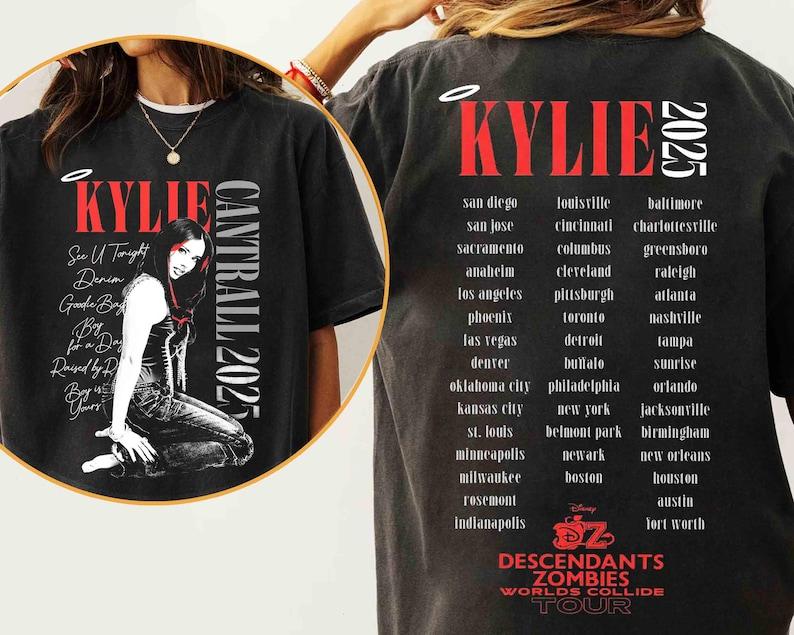 KYLIE
CANTRALL 2025
See U Tonight
Denim
Goodie Bag
Boy
for a Day
Raised by
Boy is
Yours
KYLIE 2025
san diego louisville baltimore
san jose cincinnati charlottesville
sacramento columbus greensboro
anaheim cleveland raleigh
los angeles pittsburgh atlanta
phoenix toronto nashville
las vegas detroit tampa
denver buffalo sunrise
oklahoma city philadelphia orlando
kansas city new york jacksonville
st. louis belmont park birmingham
minneapolis newark new orleans
milwaukee boston houston
rosemont austin
indianapolis fort worth
Disney
DZ
DESCENDANTS
ZOMBIES
WORLDS COLLIDE
TOUR